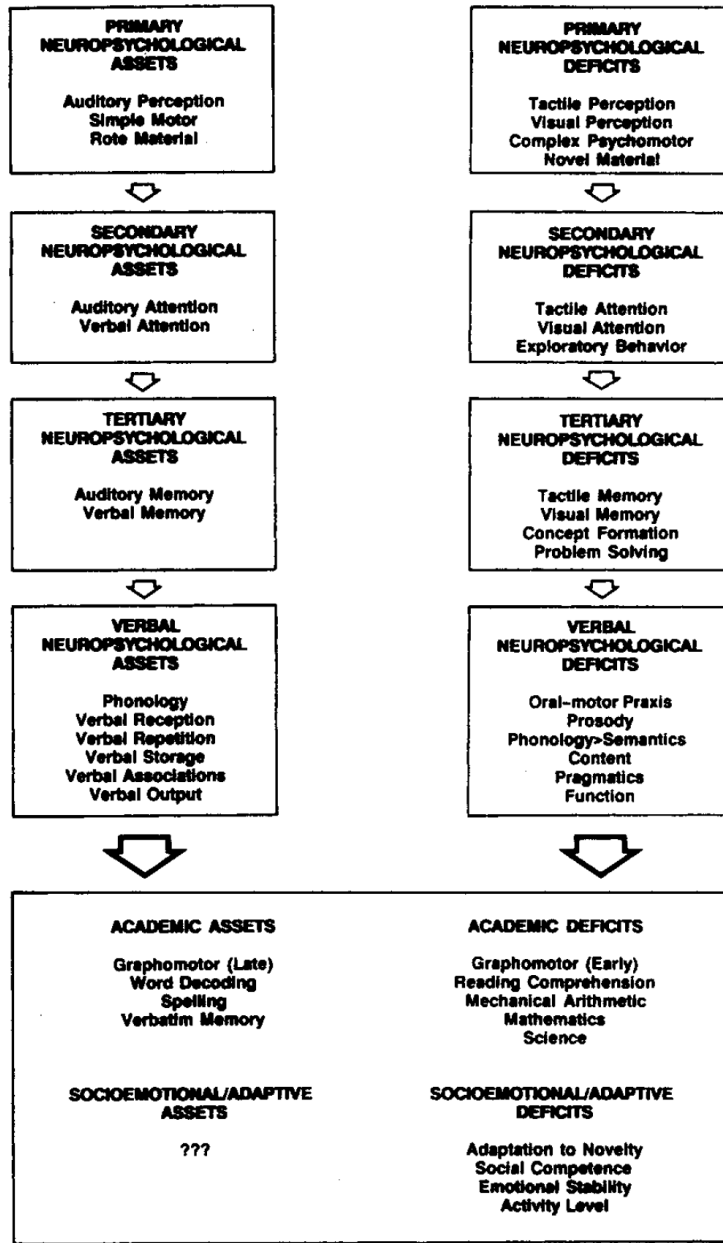 PRIMARY
NEUROPSYCHOLOGICAL
ASSETS
Auditory Perception
Simple Motor
Rote Material
PRIMARY
NEUROPSYCHOLOGICAL
DEFICITS
Tactile Perception
Visual Perception
Complex Psychomotor
Novel Material
SECONDARY
NEUROPSYCHOLOGICAL
ASSETS
Auditory Attention
Verbal Attention
SECONDARY
NEUROPSYCHOLOGICAL
DEFICITS
Tactile Attention
Visual Attention
Exploratory Behavior
TERTIARY
NEUROPSYCHOLOGICAL
ASSETS
Auditory Memory
Verbal Memory
TERTIARY
NEUROPSYCHOLOGICAL
DEFICITS
Tactile Memory
Visual Memory
Concept Formation
Problem Solving
VERBAL
NEUROPSYCHOLOGICAL
ASSETS
Phonology
Verbal Reception
Verbal Repetition
Verbal Storage
Verbal Associations
Verbal Output
VERBAL
NEUROPSYCHOLOGICAL
DEFICITS
Oral-motor Praxis
Prosody
Phonology>Semantics
Content
Pragmatics
Function
ACADEMIC ASSETS
Graphomotor (Late)
Word Decoding
Spelling
Verbatim Memory
ACADEMIC DEFICITS
Graphomotor (Early)
Reading Comprehension
Mechanical Arithmetic
Mathematics
Science
SOCIOEMOTIONAL/ADAPTIVE
ASSETS
???
SOCIOEMOTIONAL/ADAPTIVE
DEFICITS
Adaptation to Novelty
Social Competence
Emotional Stability
Activity Level